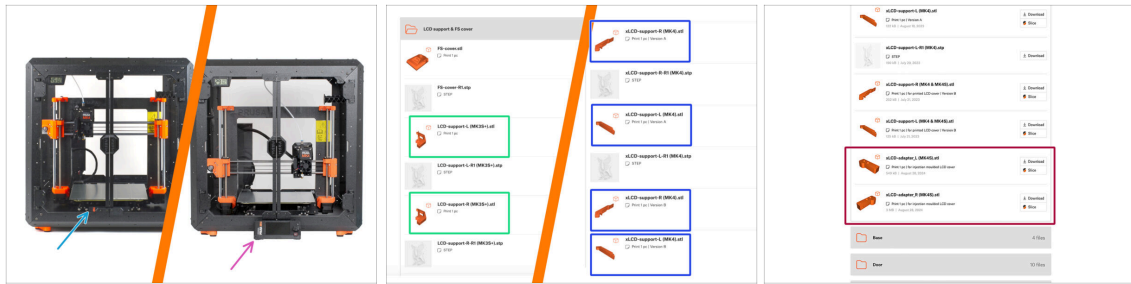 LCD support & FS cover
FS-cover.stl
Print 1 pc
FS-cover-R1.stp
STEP
LCD-support-L (MK3S+).stl
Print 1 pc
LCD-support-L-R1 (MK3S+).stp
STEP
LCD-support-R (MK3S+).stl
Print 1 pc
LCD-support-R-R1 (MK3S+).stp
STEP
xLCD-support-R (MK4).stl
Print 1 pc / Version A
xLCD-support-R-R1 (MK4).stp
STEP
xLCD-support-L (MK4).stl
Print 1 pc / Version A
xLCD-support-L-R1 (MK4).stp
STEP
xLCD-support-R (MK4).stl
Print 1 pc / Version B
xLCD-support-L (MK4).stl
Print 1 pc / Version B
xLCD-support-L (MK4).stl
Print 1 pc / Version A
Download
Slice
xLCD-support-L-R1 (MK4).stp
STEP
Download
xLCD-support-R (MK4 & MK4S).stl
Print 1 pc / for printed LCD cover / Version B
Download
Slice
xLCD-support-L (MK4 & MK4S).stl
Print 1 pc / for printed LCD cover / Version B
Download
Slice
xLCD-adapter_L (MK4S).stl
Print 1 pc / for injection moulded LCD cover
Download
Slice
xLCD-adapter_R (MK4S).stl
Print 1 pc / for injection moulded LCD cover
Download
Slice
Base
4 files
Door
10 files